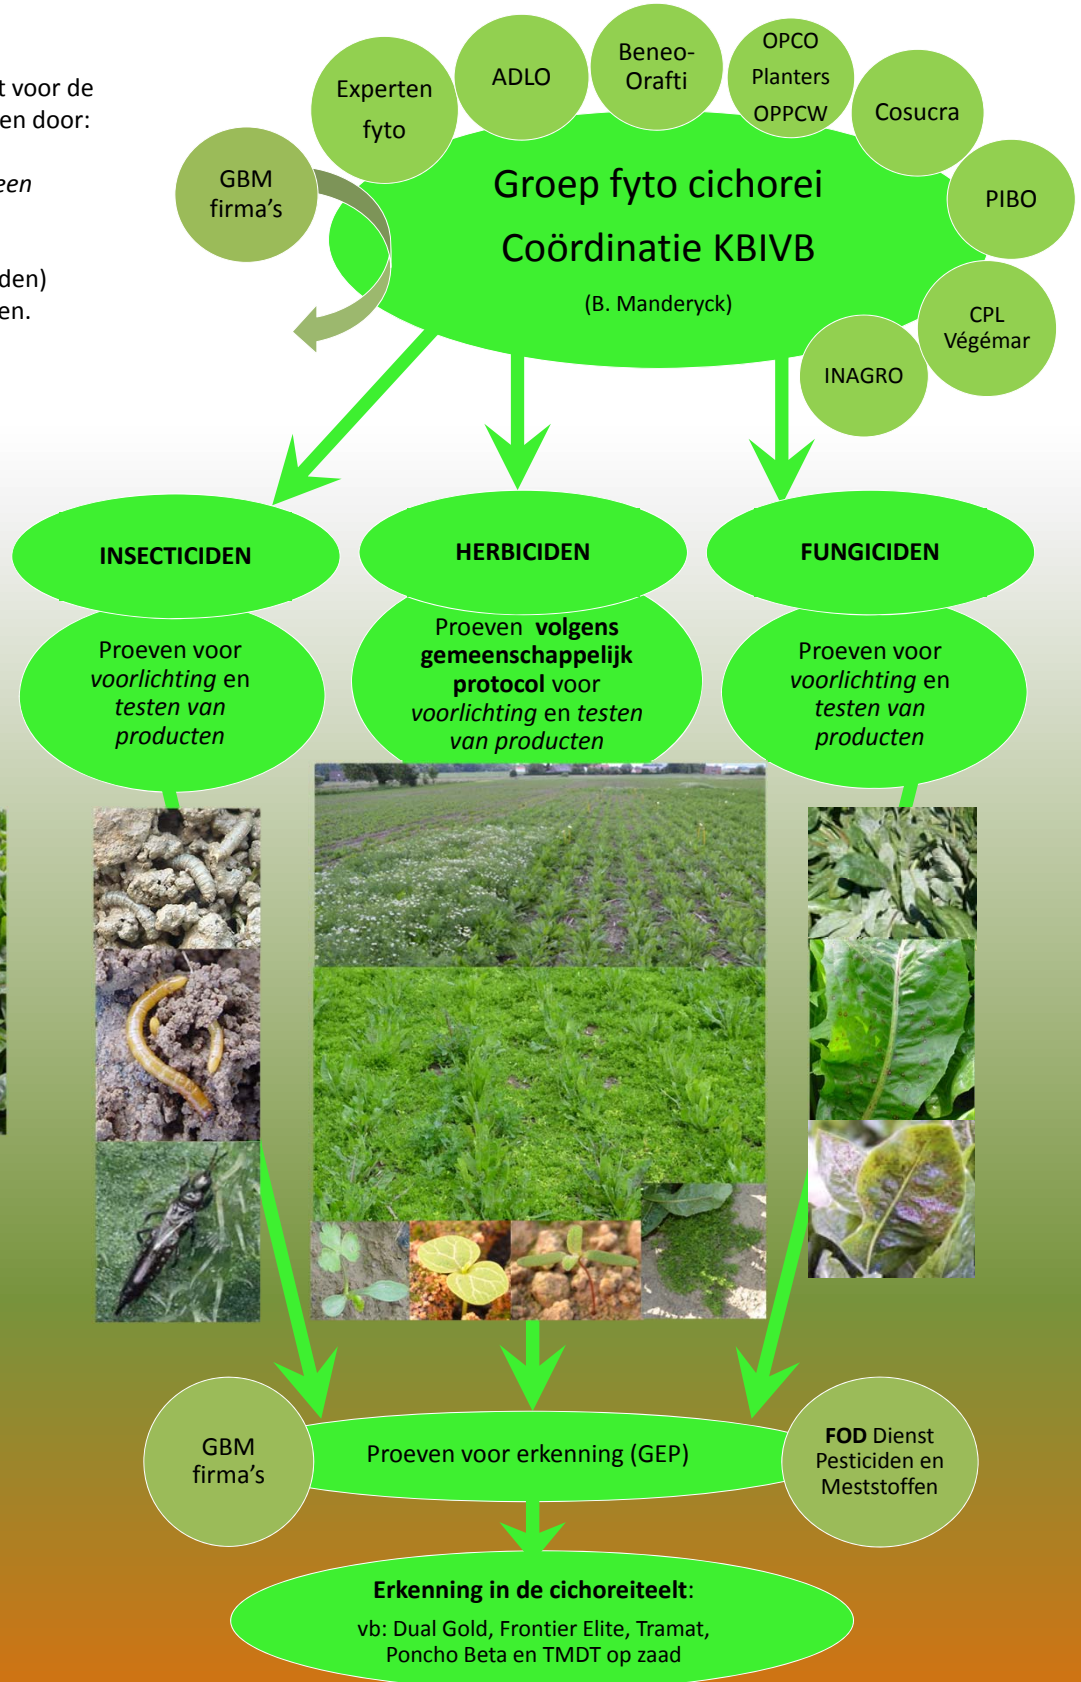 t voor de
en door:
een
den)
en.
GBM
firma's
Experten
fyto
ADLO
Beneo-
Orafti
OPCO
Planters
OPPCW
Cosucra
PIBO
CPL
Végémar
INAGRO
Groep fyto cichorei
Coördinatie KBIVB
(B. Manderyck)
INSECTICIDEN
HERBICIDEN
FUNGICIDEN
Proeven voor
voorlichting en
testen van
producten
Proeven volgens
gemeenschappelijk
protocol voor
voorlichting en testen
van producten
Proeven voor
voorlichting en
testen van
producten
GBM
firma's
Proeven voor erkenning (GEP)
FOD Dienst
Pesticiden en
Meststoffen
Erkenning in de cichoreiteelt:
vb: Dual Gold, Frontier Elite, Tramat,
Poncho Beta en TMDT op zaad